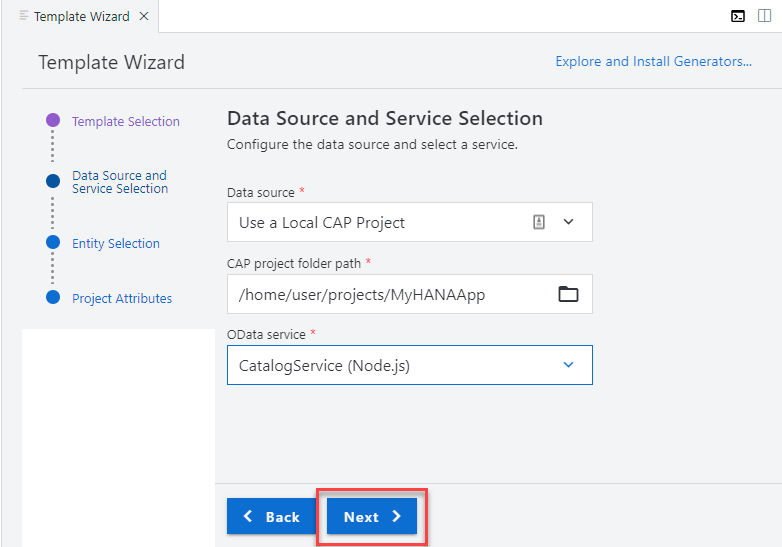 Template Wizard
Template Wizard
Explore and Install Generators...
Template Selection
Data Source and
Service Selection
Entity Selection
Project Attributes
Data Source and Service Selection
Configure the data source and select a service.
Data source *
Use a Local CAP Project
CAP project folder path *
/home/user/projects/MyHANAApp
OData service *
CatalogService (Node.js)
Back
Next